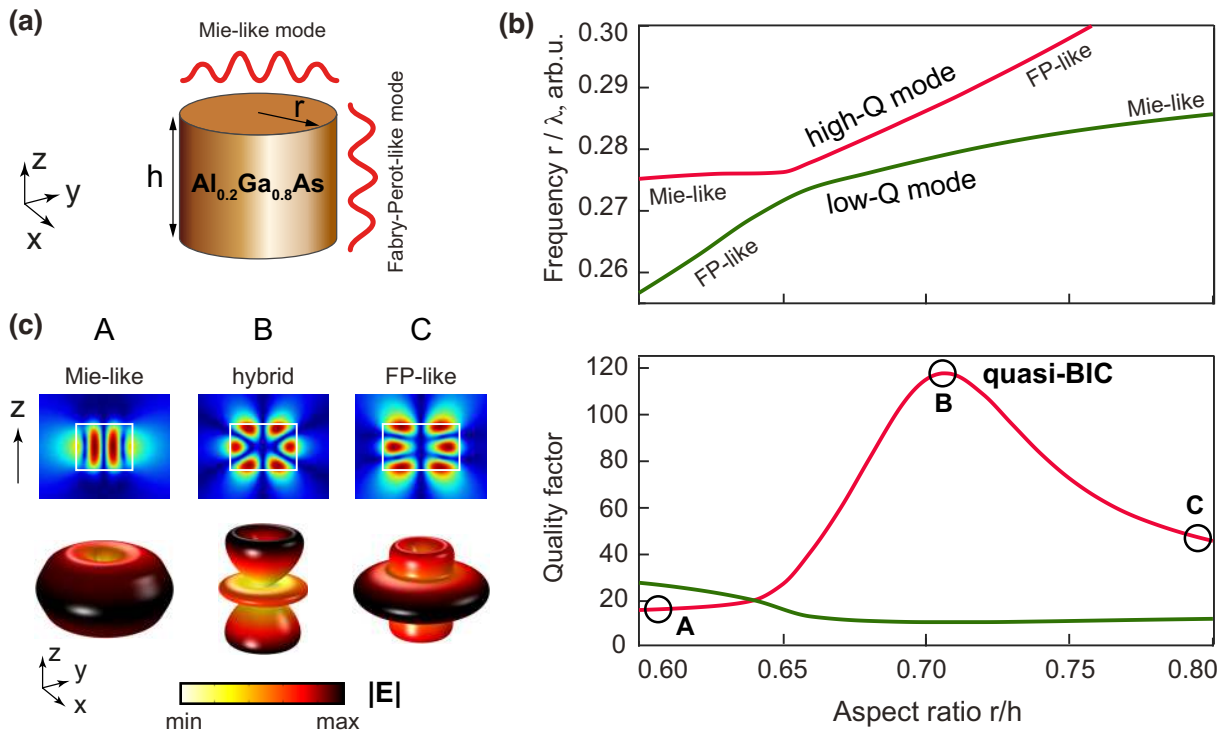 (a)
Mie-like mode
r
h
Al0.2Ga0.8As
Fabry-Perot-like mode
z
y
x
(b)
Frequency r / λ, arb.u.
0.30
0.29
0.28
0.27
0.26
high-Q mode
FP-like
Mie-like
Mie-like
low-Q mode
FP-like
(c)
A B C
Mie-like hybrid FP-like
z
z
y
x
|E|
min max
Quality factor
120
100
80
60
40
20
0
quasi-BIC
B
C
A
0.60 0.65 0.70 0.75 0.80
Aspect ratio r/h